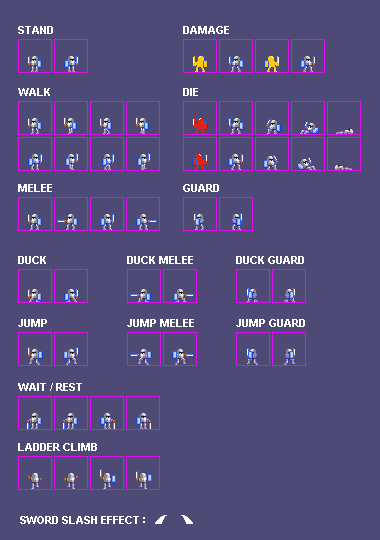 STAND
DAMAGE
WALK
DIE
MELEE
GUARD
DUCK
DUCK MELEE
DUCK GUARD
JUMP
JUMP MELEE
JUMP GUARD
WAIT / REST
LADDER CLIMB
SWORD SLASH EFFECT :